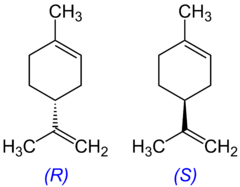 CH₃ CH₃
H₃C CH₂ H₃C CH₂
(R) (S)